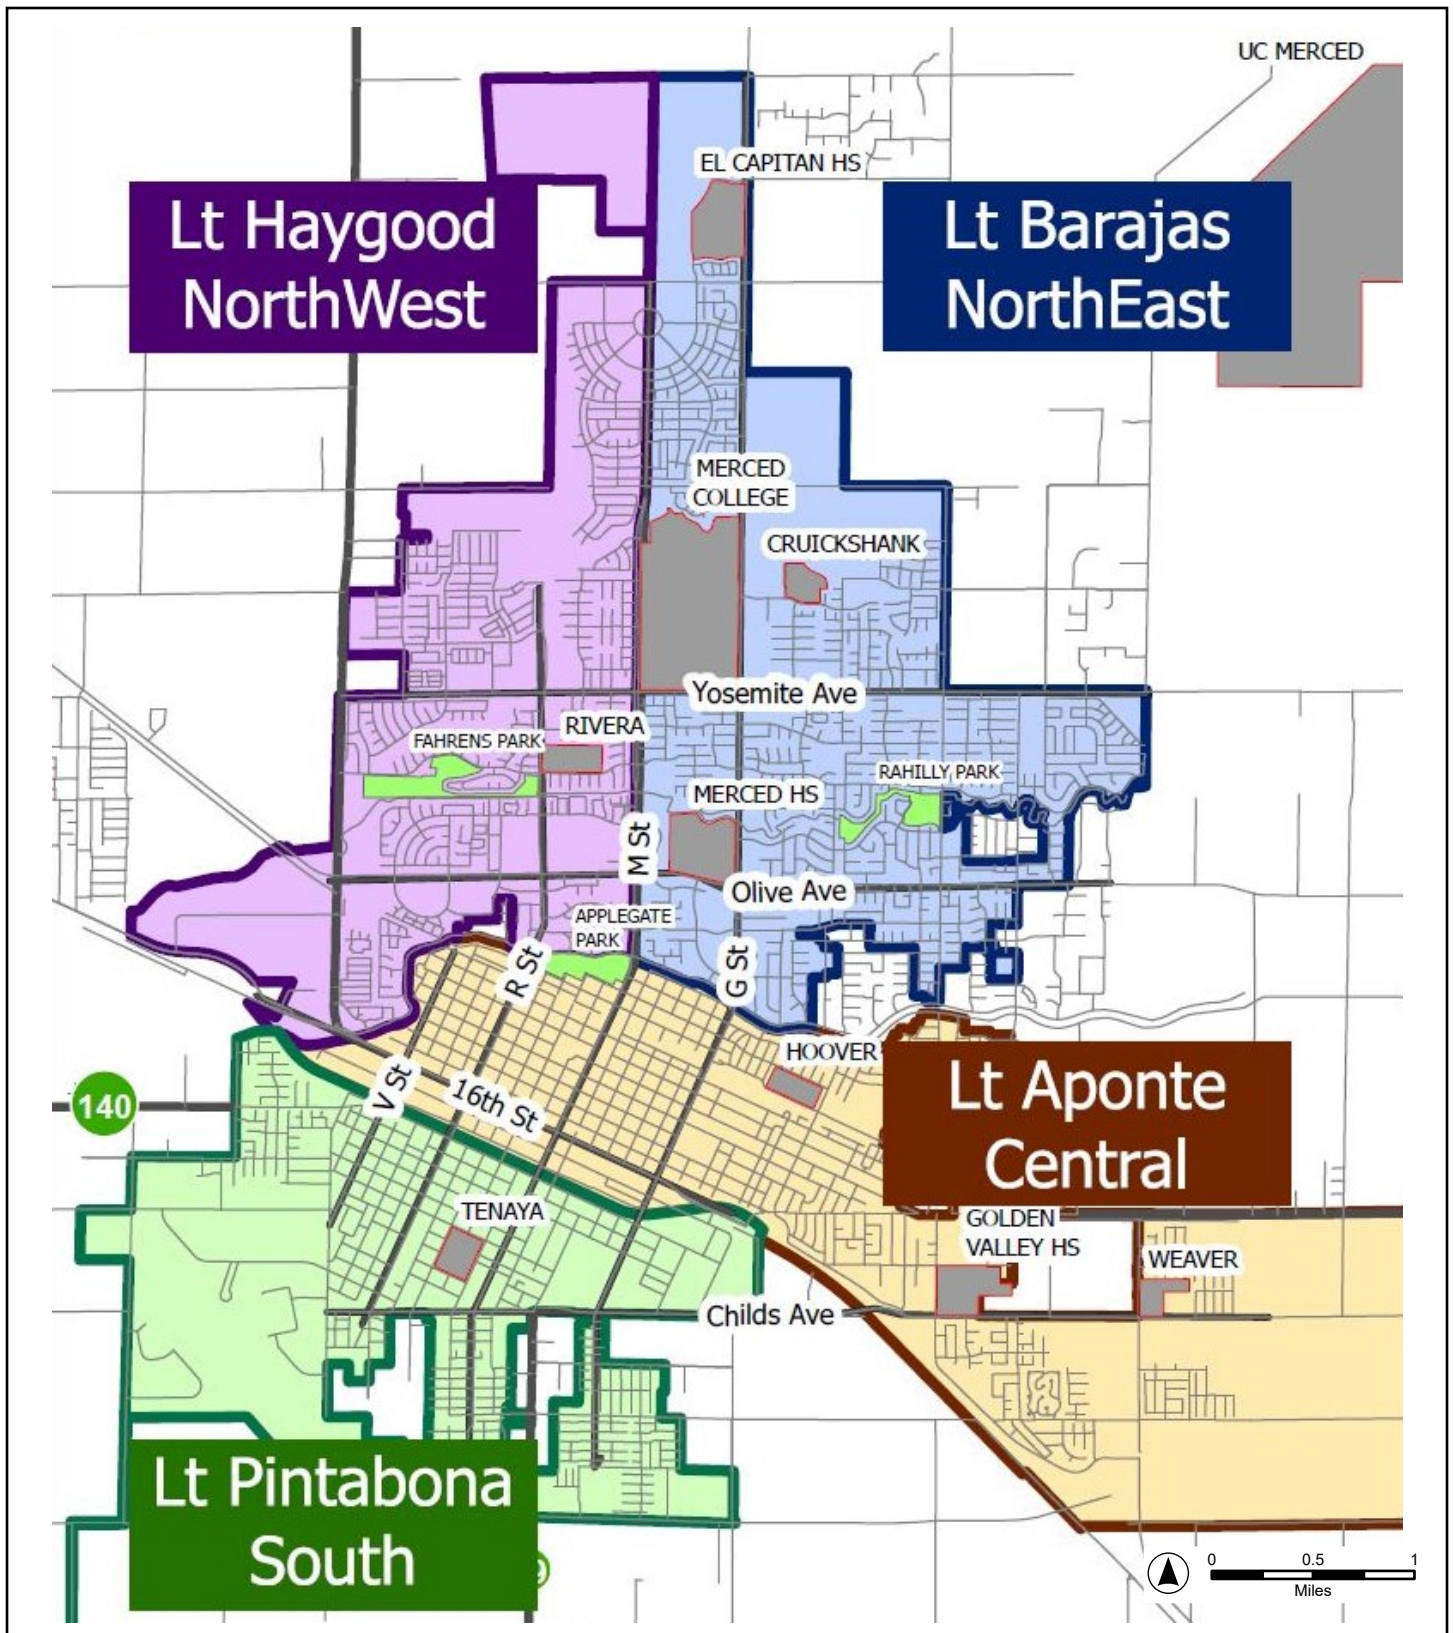 UC MERCED
EL CAPITAN HS
Lt Haygood
NorthWest
Lt Barajas
NorthEast
MERCED
COLLEGE
CRUICKSHANK
Yosemite Ave
RIVERA
FAHRENS PARK
RAHILLY PARK
MERCED HS
M St
Olive Ave
APPLEGATE
PARK
R St
G St
HOOVER
Lt Aponte
Central
V St
16th St
140
TENAYA
GOLDEN
VALLEY HS
WEAVER
Childs Ave
Lt Pintabona
South
0 0.5 1
Miles